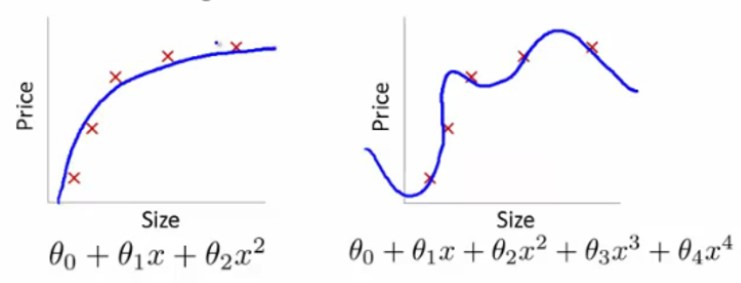 Price
Size
θ₀ + θ₁x + θ₂x²
Price
Size
θ₀ + θ₁x + θ₂x² + θ₃x³ + θ₄x⁴